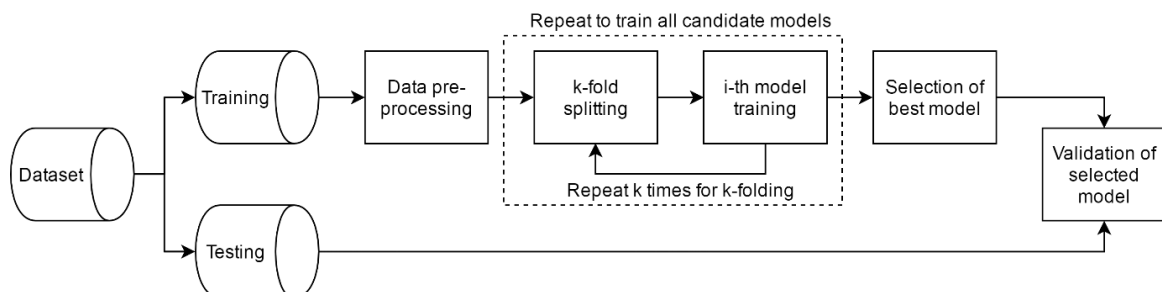 Repeat to train all candidate models
Training
Data pre-
processing
k-fold
splitting
i-th model
training
Selection of
best model
Dataset
Repeat k times for k-folding
Validation of
selected
model
Testing